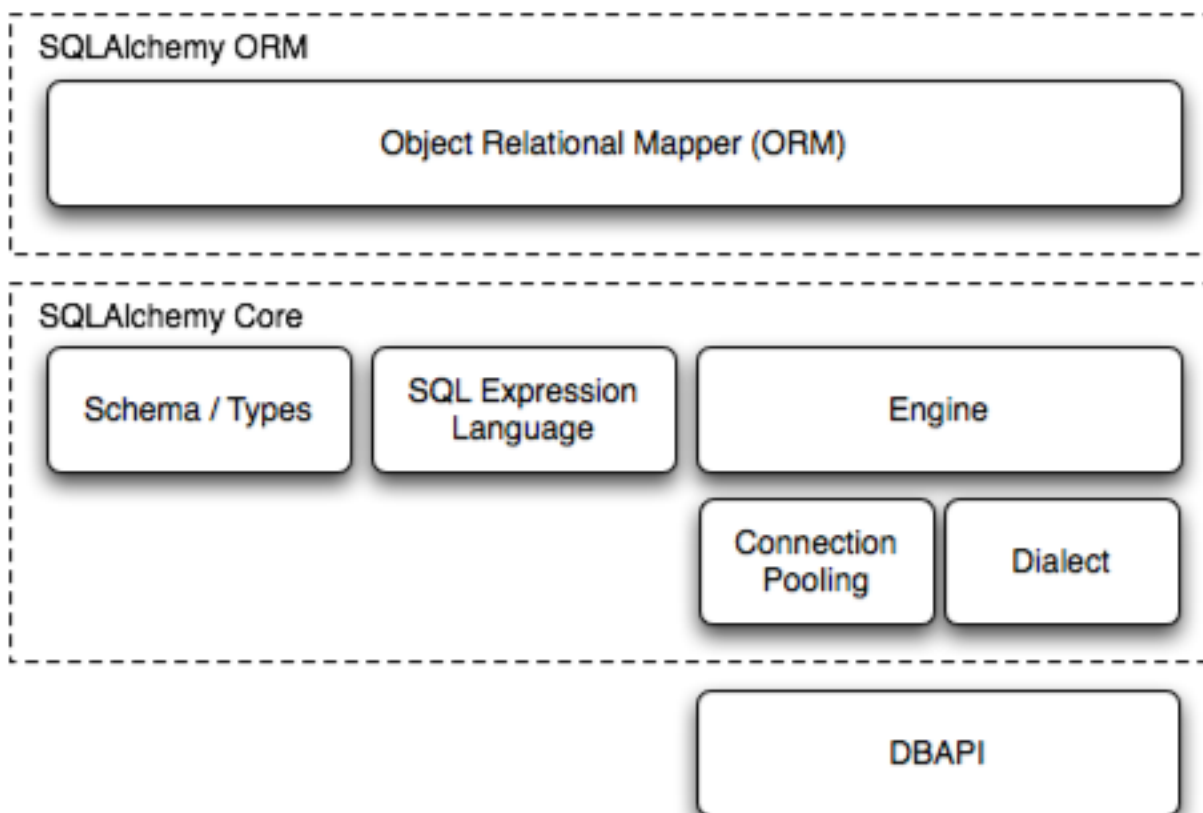 SQLAlchemy ORM
Object Relational Mapper (ORM)
SQLAlchemy Core
Schema / Types
SQL Expression
Language
Engine
Connection
Pooling
Dialect
DBAPI